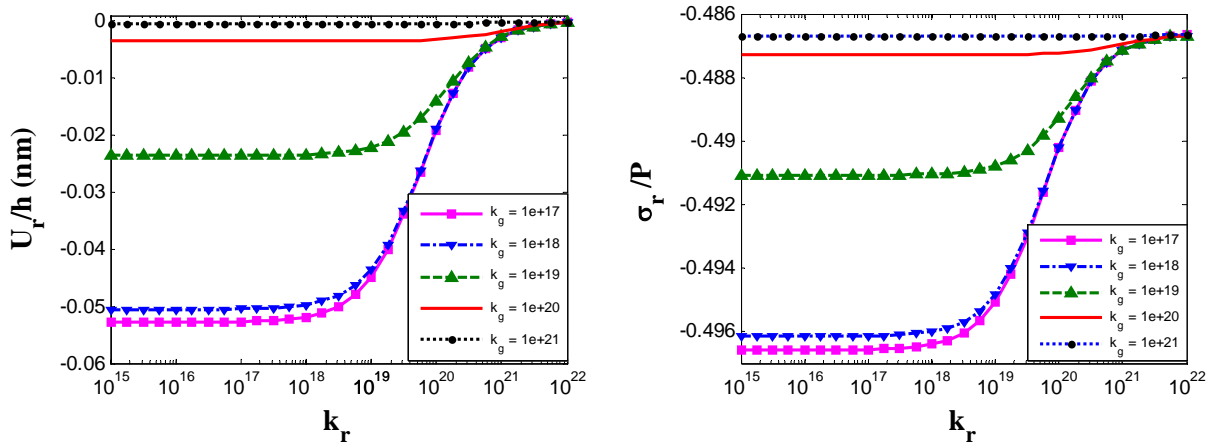 0
-0.01
-0.02
-0.03
-0.04
-0.05
-0.06
U_r/h (nm)
10^15 10^16 10^17 10^18 10^19 10^20 10^21 10^22
k_r
k_g = 1e+17
k_g = 1e+18
k_g = 1e+19
k_g = 1e+20
k_g = 1e+21
-0.486
-0.488
-0.49
-0.492
-0.494
-0.496
σ_r/P
10^15 10^16 10^17 10^18 10^19 10^20 10^21 10^22
k_r
k_g = 1e+17
k_g = 1e+18
k_g = 1e+19
k_g = 1e+20
k_g = 1e+21